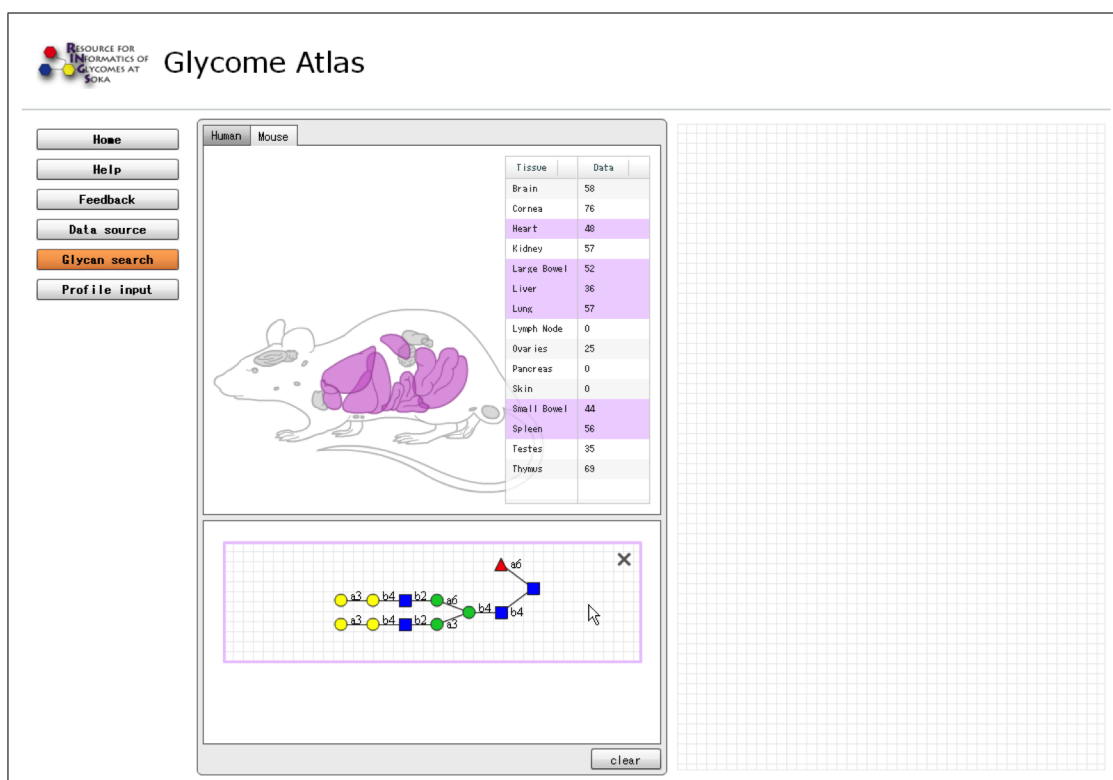 RESOURCE FOR
INFORMATICS OF
GLYCOMES AT
SOKA
Glycome Atlas
Home
Help
Feedback
Data source
Glycan search
Profile input
Human Mouse
Tissue Data
Brain 58
Cornea 76
Heart 48
Kidney 57
Large Bowel 52
Liver 36
Lung 57
Lymph Node 0
Ovaries 25
Pancreas 0
Skin 0
Small Bowel 44
Spleen 56
Testes 35
Thymus 69
a6
a3 b4 b2 a6
b4 b4
a3 b4 b2 a3
clear